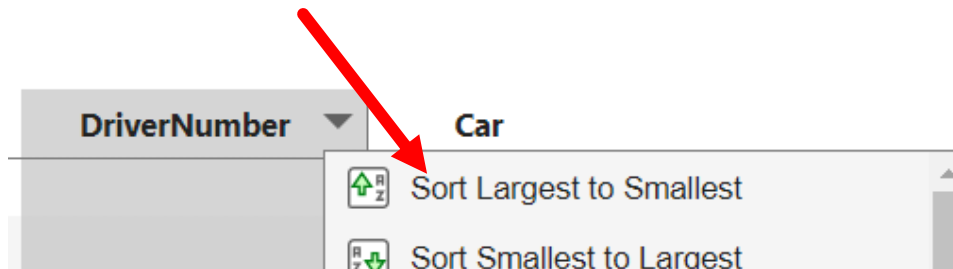 DriverNumber Car
Sort Largest to Smallest
Sort Smallest to Largest